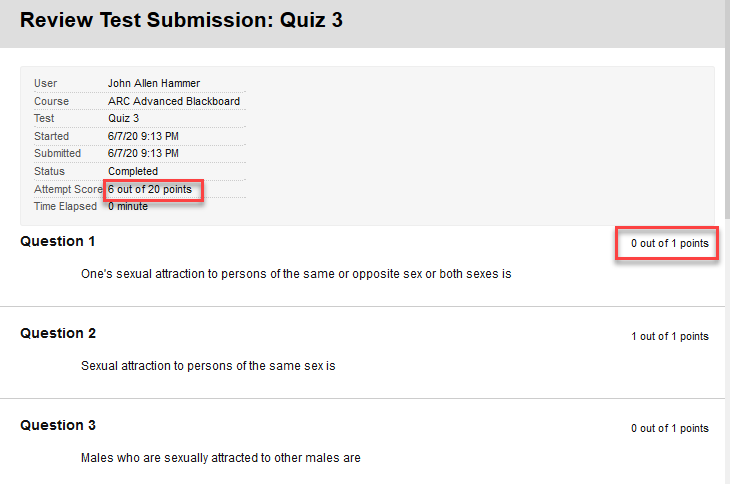 Review Test Submission: Quiz 3
User John Allen Hammer
Course ARC Advanced Blackboard
Test Quiz 3
Started 6/7/20 9:13 PM
Submitted 6/7/20 9:13 PM
Status Completed
Attempt Score 6 out of 20 points
Time Elapsed 0 minute
Question 1 0 out of 1 points
One's sexual attraction to persons of the same or opposite sex or both sexes is
Question 2 1 out of 1 points
Sexual attraction to persons of the same sex is
Question 3 0 out of 1 points
Males who are sexually attracted to other males are